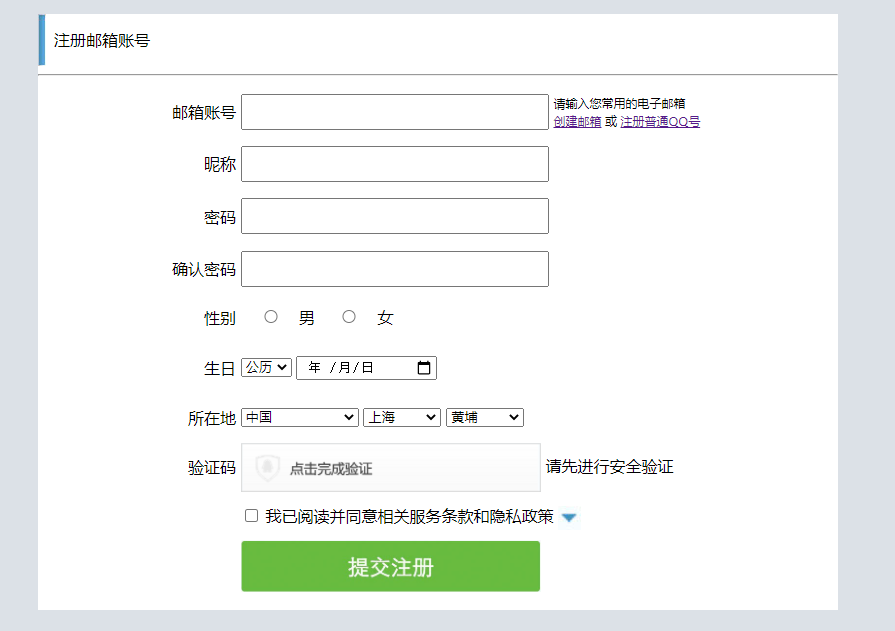 注册邮箱账号
邮箱账号 请输入您常用的电子邮箱
创建邮箱 或 注册普通QQ号
昵称
密码
确认密码
性别 男 女
生日 公历 年 /月/日
所在地 中国 上海 黄埔
验证码 点击完成验证 请先进行安全验证
我已阅读并同意相关服务条款和隐私政策
提交注册